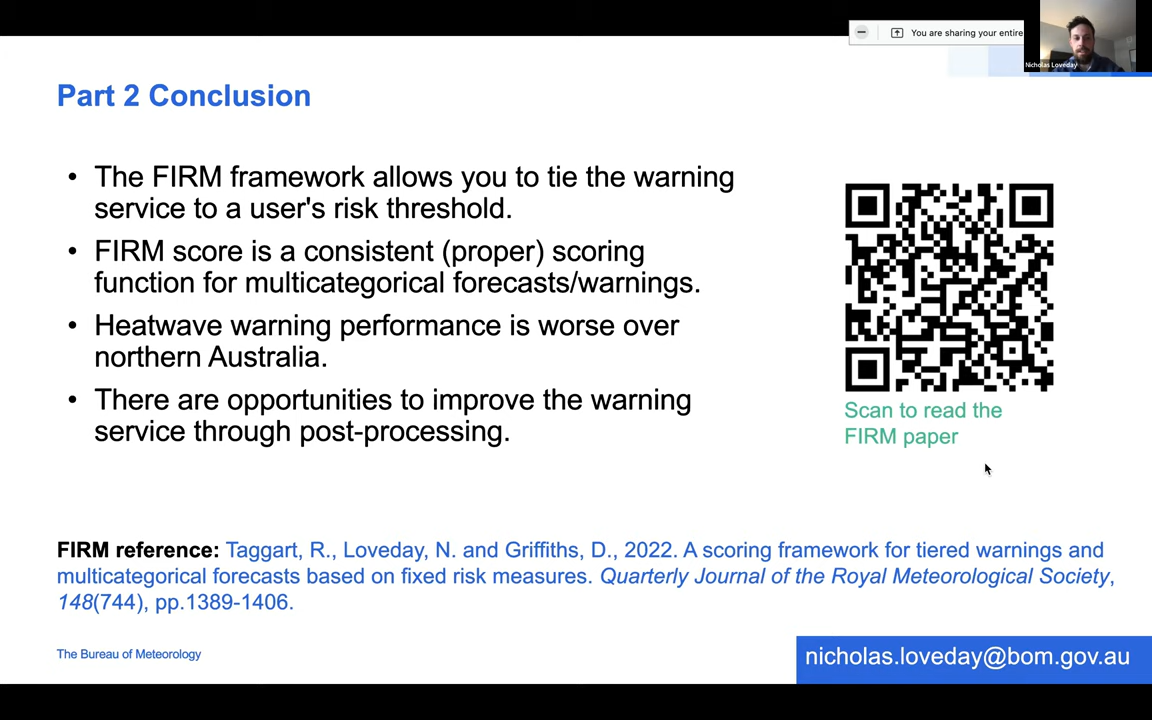 You are sharing your entire
Nicholas Loveday
Part 2 Conclusion
• The FIRM framework allows you to tie the warning
service to a user's risk threshold.
• FIRM score is a consistent (proper) scoring
function for multicategorical forecasts/warnings.
• Heatwave warning performance is worse over
northern Australia.
• There are opportunities to improve the warning
service through post-processing.
Scan to read the
FIRM paper
FIRM reference: Taggart, R., Loveday, N. and Griffiths, D., 2022. A scoring framework for tiered warnings and
multicategorical forecasts based on fixed risk measures. Quarterly Journal of the Royal Meteorological Society,
148(744), pp.1389-1406.
The Bureau of Meteorology
nicholas.loveday@bom.gov.au